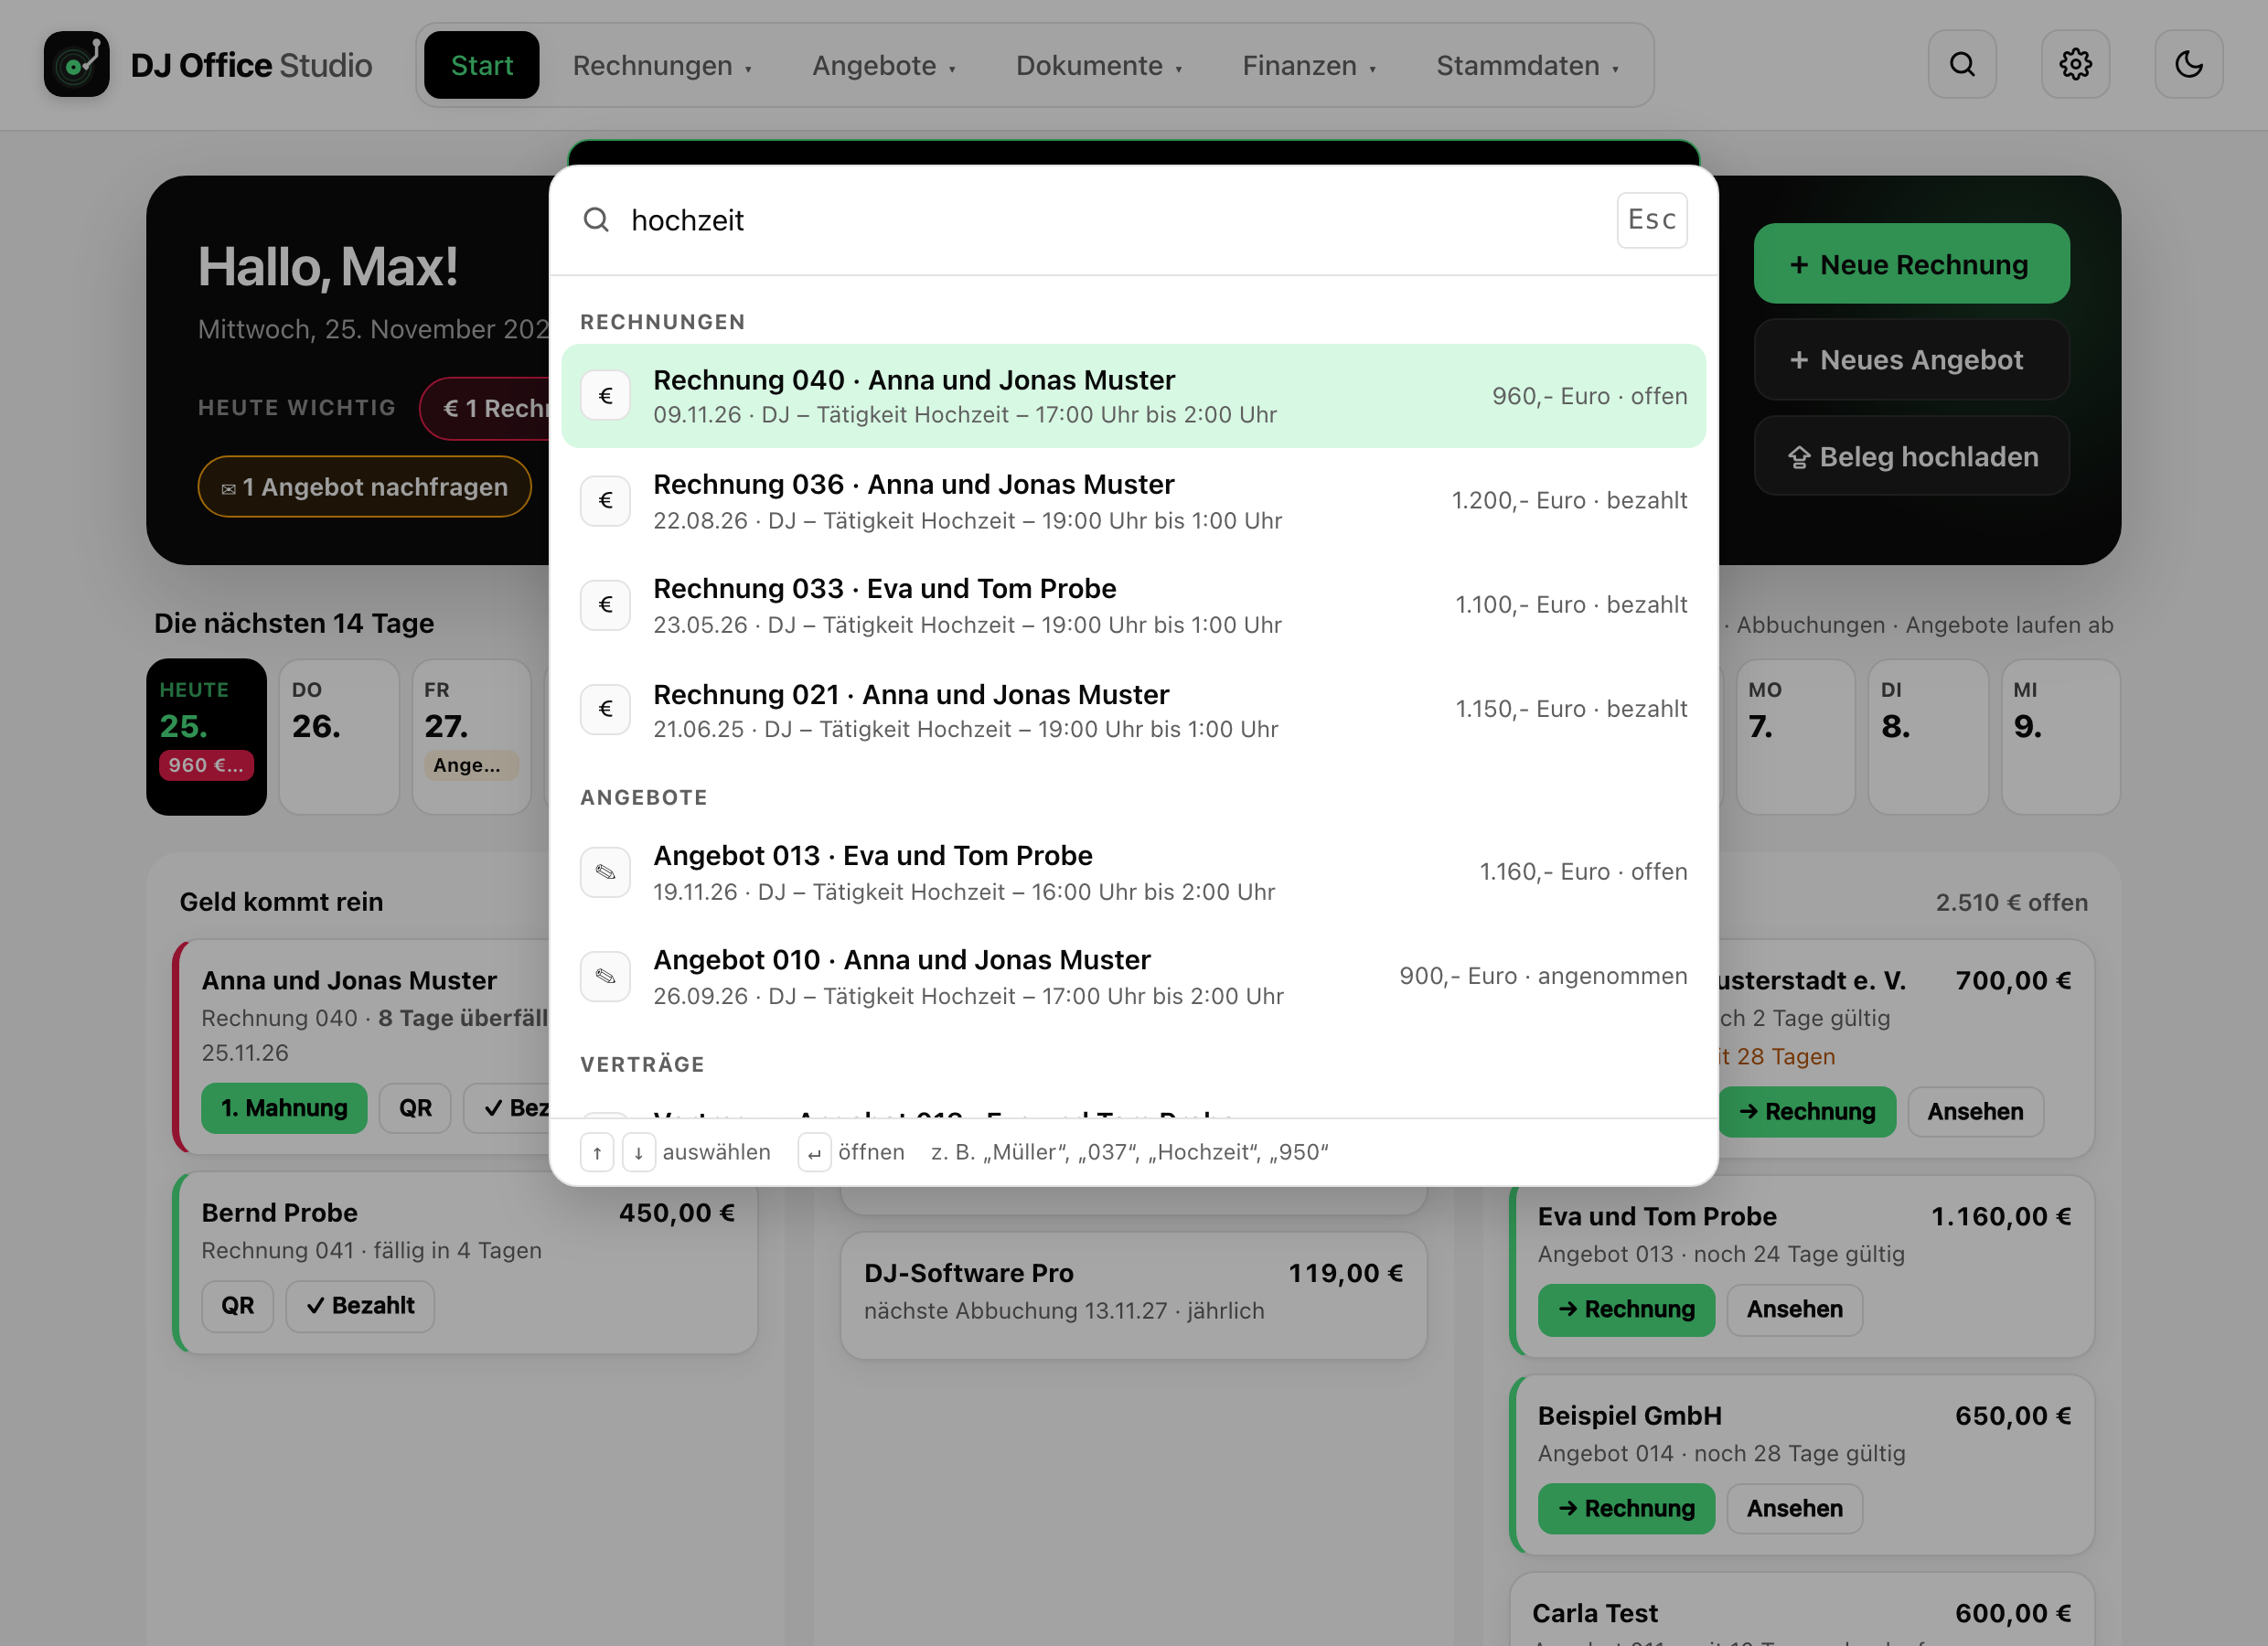 DJ Office Studio
Start
Rechnungen
Angebote
Dokumente
Finanzen
Stammdaten
hochzeit
Esc
RECHNUNGEN
€ Rechnung 040 · Anna und Jonas Muster
09.11.26 · DJ – Tätigkeit Hochzeit – 17:00 Uhr bis 2:00 Uhr
960,- Euro · offen
€ Rechnung 036 · Anna und Jonas Muster
22.08.26 · DJ – Tätigkeit Hochzeit – 19:00 Uhr bis 1:00 Uhr
1.200,- Euro · bezahlt
€ Rechnung 033 · Eva und Tom Probe
23.05.26 · DJ – Tätigkeit Hochzeit – 19:00 Uhr bis 1:00 Uhr
1.100,- Euro · bezahlt
€ Rechnung 021 · Anna und Jonas Muster
21.06.25 · DJ – Tätigkeit Hochzeit – 19:00 Uhr bis 1:00 Uhr
1.150,- Euro · bezahlt
ANGEBOTE
Angebot 013 · Eva und Tom Probe
19.11.26 · DJ – Tätigkeit Hochzeit – 16:00 Uhr bis 2:00 Uhr
1.160,- Euro · offen
Angebot 010 · Anna und Jonas Muster
26.09.26 · DJ – Tätigkeit Hochzeit – 17:00 Uhr bis 2:00 Uhr
900,- Euro · angenommen
VERTRÄGE
↑ ↓ auswählen ↵ öffnen z. B. „Müller“, „037“, „Hochzeit“, „950“
Hallo, Max!
Mittwoch, 25. November
HEUTE WICHTIG
€ 1
✉ 1 Angebot nachfragen
+ Neue Rechnung
+ Neues Angebot
Beleg hochladen
Die nächsten 14 Tage
· Abbuchungen · Angebote laufen ab
HEUTE
25.
960 €...
DO
26.
FR
27.
Ange...
MO
7.
DI
8.
MI
9.
Geld kommt rein
Anna und Jonas Muster
Rechnung 040 · 8 Tage
25.11.26
1. Mahnung
QR
✓
Bernd Probe
450,00 €
Rechnung 041 · fällig in 4 Tagen
QR
✓ Bezahlt
DJ-Software Pro
119,00 €
nächste Abbuchung 13.11.27 · jährlich
2.510 € offen
e. V.
700,00 €
2 Tage gültig
28 Tagen
→ Rechnung
Ansehen
Eva und Tom Probe
1.160,00 €
Angebot 013 · noch 24 Tage gültig
→ Rechnung
Ansehen
Beispiel GmbH
650,00 €
Angebot 014 · noch 28 Tage gültig
→ Rechnung
Ansehen
Carla Test
600,00 €